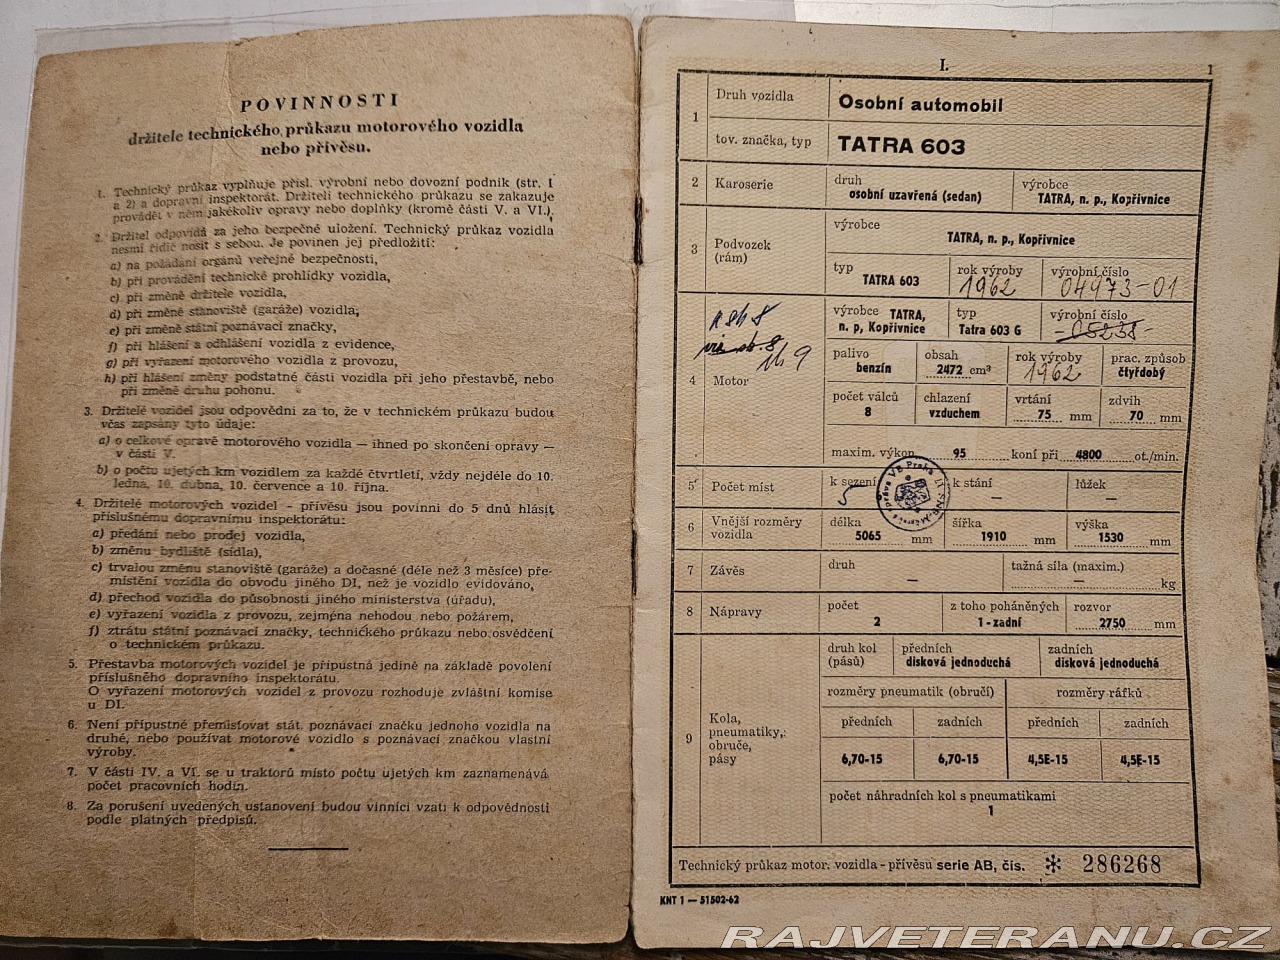 POVINNOSTI
držitele technického průkazu motorového vozidla
nebo přívěsu.
1. Technický průkaz vyplňuje přísl. výrobní nebo dovozní podnik (str. 1
a 2) a dopravní inspektorát. Držiteli technického průkazu se zakazuje
provádět v něm jakékoliv opravy nebo doplňky (kromě části V. a VI.).
2. Držitel odpovídá za jeho bezpečné uložení. Technický průkaz vozidla
nesmí řidič nosit s sebou. Je povinen jej předložiti:
a) na požádání orgánů veřejné bezpečnosti,
b) při provádění technické prohlídky vozidla,
c) při změně držitele vozidla,
d) při změně stanoviště (garáže) vozidla,
e) při změně státní poznávací značky,
f) při hlášení a odhlášení vozidla z evidence,
g) při vyřazení motorového vozidla z provozu,
h) při hlášení změny podstatné části vozidla při jeho přestavbě, nebo
při změně druhu pohonu.
3. Držitelé vozidel jsou odpovědni za to, že v technickém průkazu budou
včas zapsány tyto údaje:
a) o celkové opravě motorového vozidla — ihned po skončení opravy —
v části V.
b) o počtu ujetých km vozidlem za každé čtvrtletí, vždy nejdéle do 10.
ledna, 10. dubna, 10. července a 10. října.
4. Držitelé motorových vozidel - přívěsu jsou povinni do 5 dnů hlásit
příslušnému dopravnímu inspektorátu:
a) předání nebo prodej vozidla,
b) změnu bydliště (sídla),
c) trvalou změnu stanoviště (garáže) a dočasné (déle než 3 měsíce) pře-
místění vozidla do obvodu jiného DI, než je vozidlo evidováno,
d) přechod vozidla do působnosti jiného ministerstva (úřadu),
e) vyřazení vozidla z provozu, zejména nehodou nebo požárem,
f) ztrátu státní poznávací značky, technického průkazu nebo osvědčení
o technickém průkazu.
5. Přestavba motorových vozidel je přípustná jedině na základě povolení
příslušného dopravního inspektorátu.
O vyřazení motorových vozidel z provozu rozhoduje zvláštní komise
u DI.
6. Není přípustné přemisťovat stát. poznávací značku jednoho vozidla na
druhé, nebo používat motorové vozidlo s poznávací značkou vlastní
výroby.
7. V části IV. a VI. se u traktorů místo počtu ujetých km zaznamenává
počet pracovních hodin.
8. Za porušení uvedených ustanovení budou viníci vzati k odpovědnosti
podle platných předpisů.
I.
1
1 Druh vozidla Osobní automobil
tov. značka, typ TATRA 603
2 Karoserie druh výrobce
osobní uzavřená (sedan) TATRA, n. p., Kopřivnice
3 Podvozek (rám) výrobce
TATRA, n. p., Kopřivnice
typ rok výroby výrobní číslo
TATRA 603 1962 04973-01
4 Motor výrobce TATRA, n. p, Kopřivnice typ Tatra 603 G výrobní číslo -05238-
palivo obsah rok výroby prac. způsob
benzín 2472 cm³ 1962 čtyřdobý
počet válců chlazení vrtání zdvih
8 vzduchem 75 mm 70 mm
maxim. výkon 95 koní při 4800 ot./min.
5 Počet míst k sezení k stání lůžek
5 — —
6 Vnější rozměry vozidla délka šířka výška
5065 mm 1910 mm 1530 mm
7 Závěs druh tažná síla (maxim.)
— — kg
8 Nápravy počet z toho poháněných rozvor
2 1 - zadní 2750 mm
9 Kola, pneumatiky, obruče, pásy
druh kol (pásů) předních zadních
disková jednoduchá disková jednoduchá
rozměry pneumatik (obručí) rozměry ráfků
předních zadních předních zadních
6,70-15 6,70-15 4,5E-15 4,5E-15
počet náhradních kol s pneumatikami
1
Technický průkaz motor. vozidla - přívěsu serie AB, čis. ✻ 286268
KNT 1 — 51502-62
RAJVETERANU.CZ